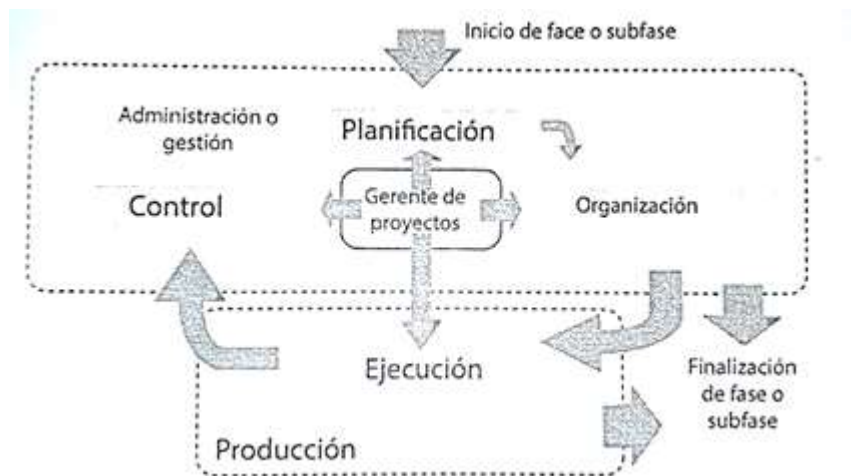 Inicio de face o subfase
Administración o
gestión
Planificación
Control
Gerente de
proyectos
Organización
Ejecución
Finalización
de fase o
subfase
Producción